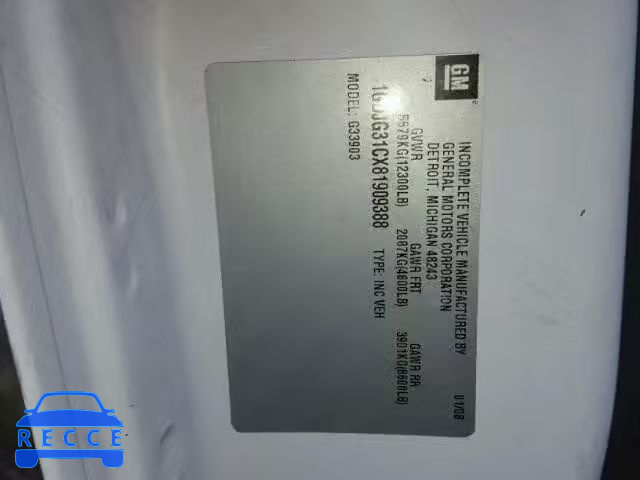 GM
INCOMPLETE VEHICLE MANUFACTURED BY
GENERAL MOTORS CORPORATION
DETROIT, MICHIGAN 48243
01/08
GVWR GAWR FRT GAWR RR
5579KG(12300LB) 2087KG(4600LB) 3901KG(8600LB)
TYPE: INC VEH
MODEL: G33903
RECCE